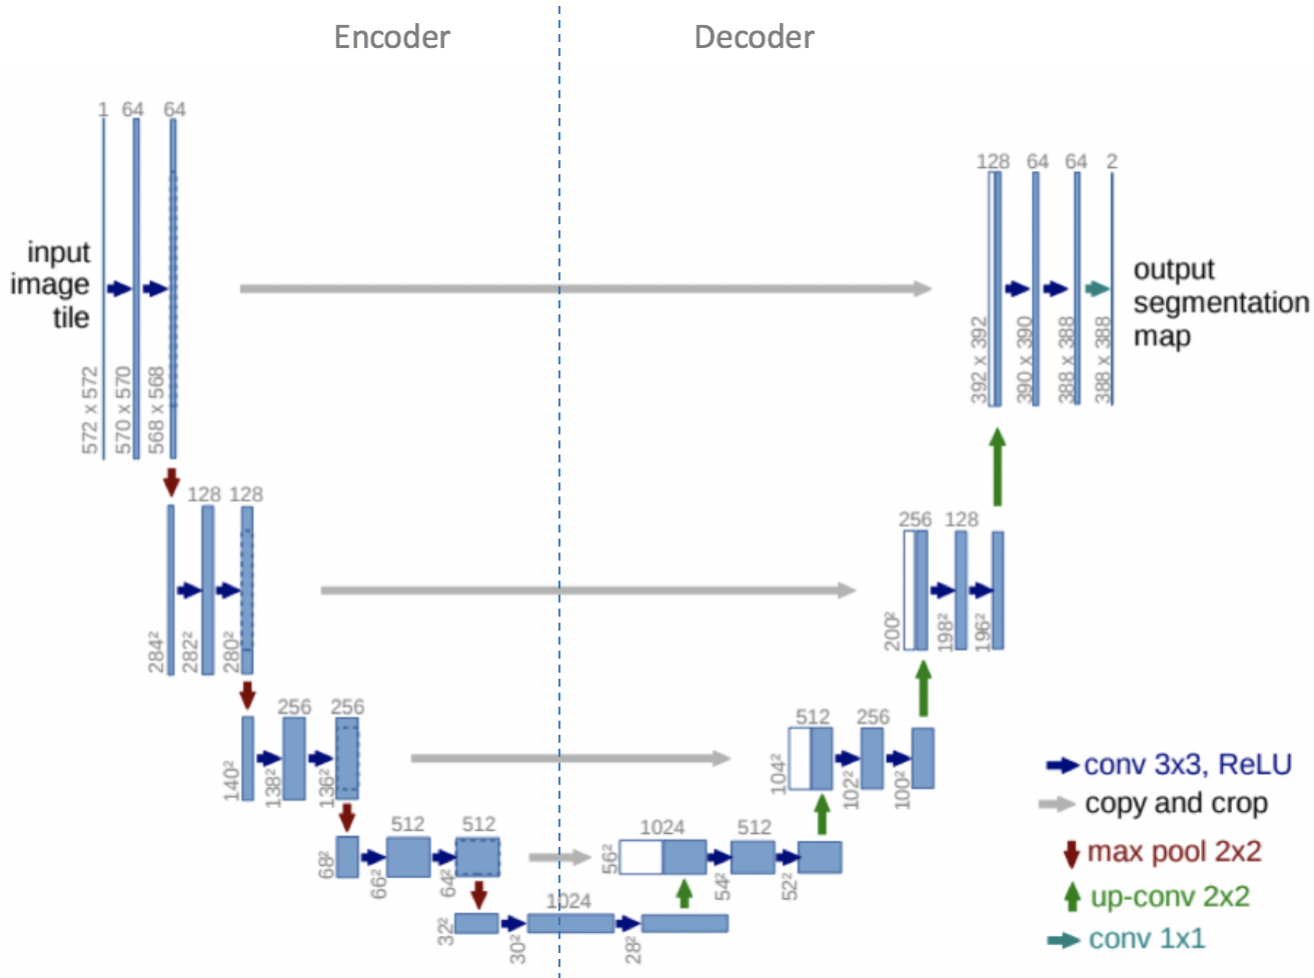 Encoder
Decoder
1 64 64
input
image
tile
572 x 572
570 x 570
568 x 568
128 64 64 2
output
segmentation
map
392 x 392
390 x 390
388 x 388
388 x 388
128 128
284²
282²
280²
256 128
200²
198²
196²
256 256
140²
138²
136²
512 256
104²
102²
100²
512 512
68²
66²
64²
1024 512
56²
54²
52²
1024
32²
30²
28²
conv 3x3, ReLU
copy and crop
max pool 2x2
up-conv 2x2
conv 1x1